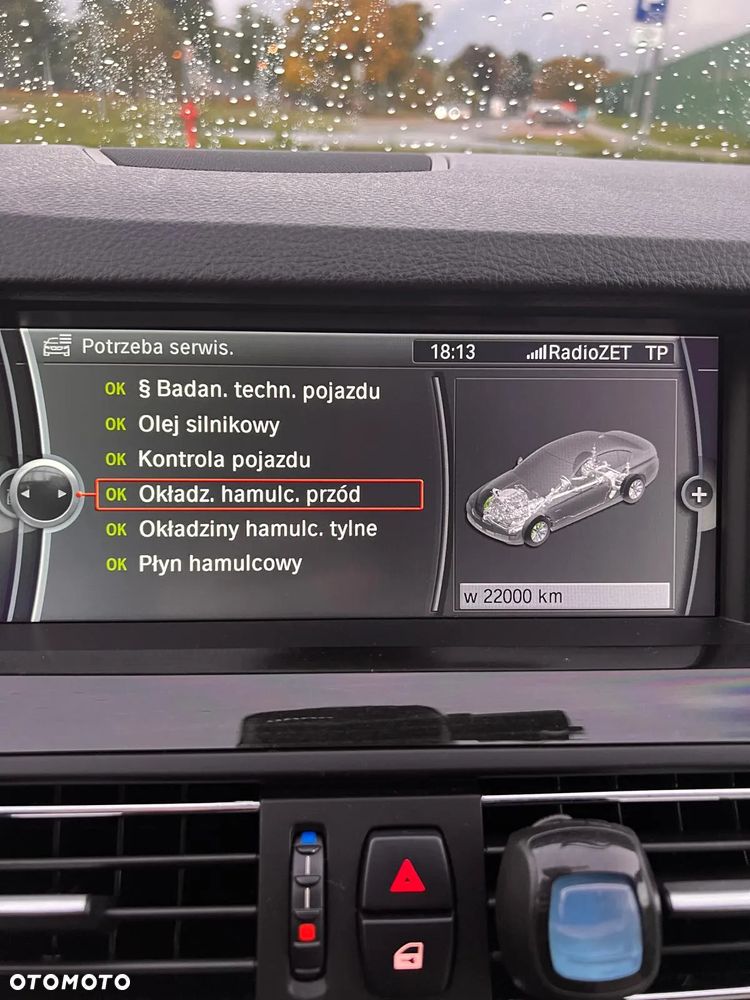 Potrzeba serwis.
18:13
RadioZET TP
OK § Badan. techn. pojazdu
OK Olej silnikowy
OK Kontrola pojazdu
OK Okładz. hamulc. przód
OK Okładziny hamulc. tylne
OK Płyn hamulcowy
+
w 22000 km
OTOMOTO